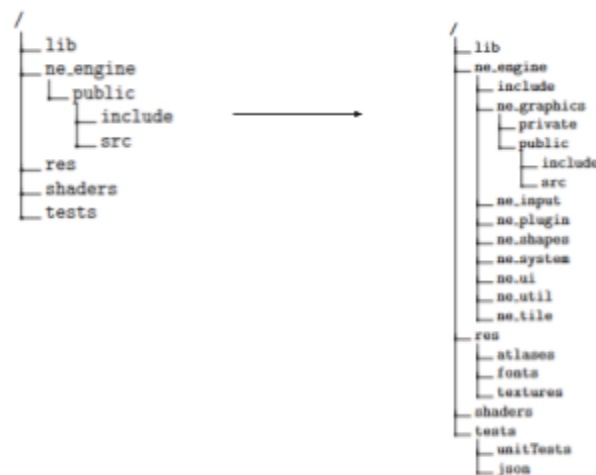 /
lib
ne_engine
public
include
src
res
shaders
tests
/
lib
ne_engine
include
ne_graphics
private
public
include
src
ne_input
ne_plugin
ne_shapes
ne_system
ne_ui
ne_util
ne_tile
res
atlases
fonts
textures
shaders
tests
unitTests
json